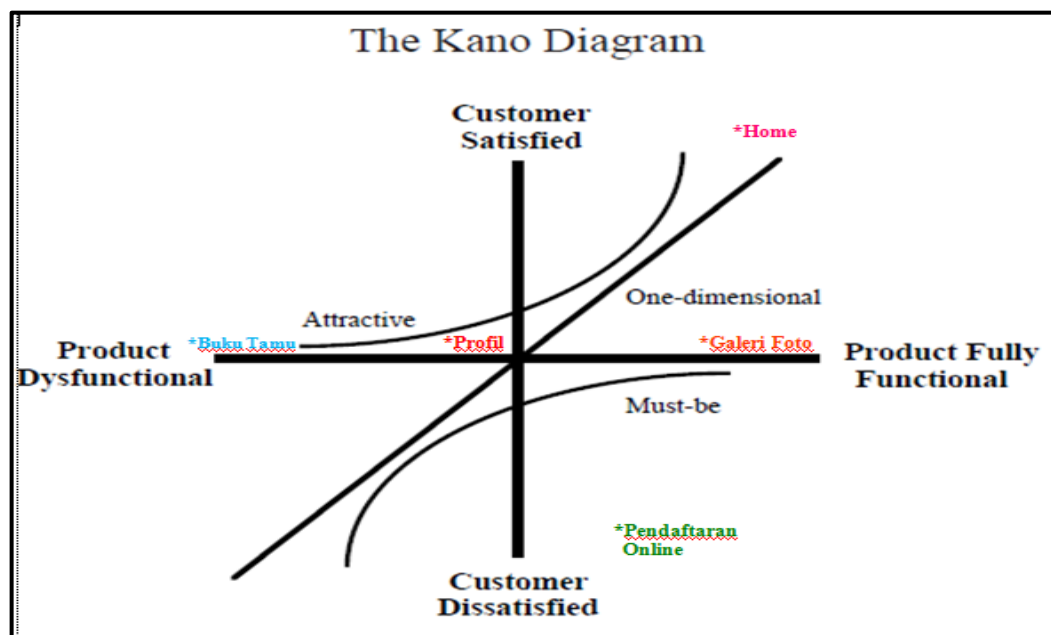 The Kano Diagram
Customer
Satisfied
*Home
One-dimensional
Attractive
*Buku Tamu
*Profil
*Galeri Foto
Product
Dysfunctional
Product Fully
Functional
Must-be
*Pendaftaran
Online
Customer
Dissatisfied